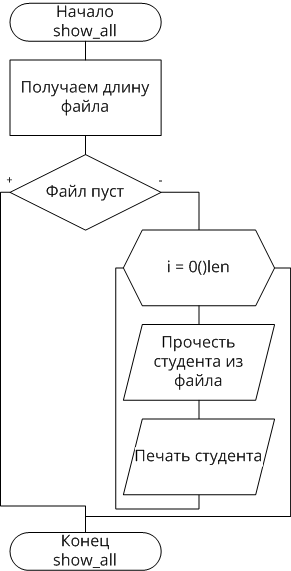 Начало
show_all
Получаем длину
файла
Файл пуст
+
-
i = 0()len
Прочесть
студента из
файла
Печать студента
Конец
show_all